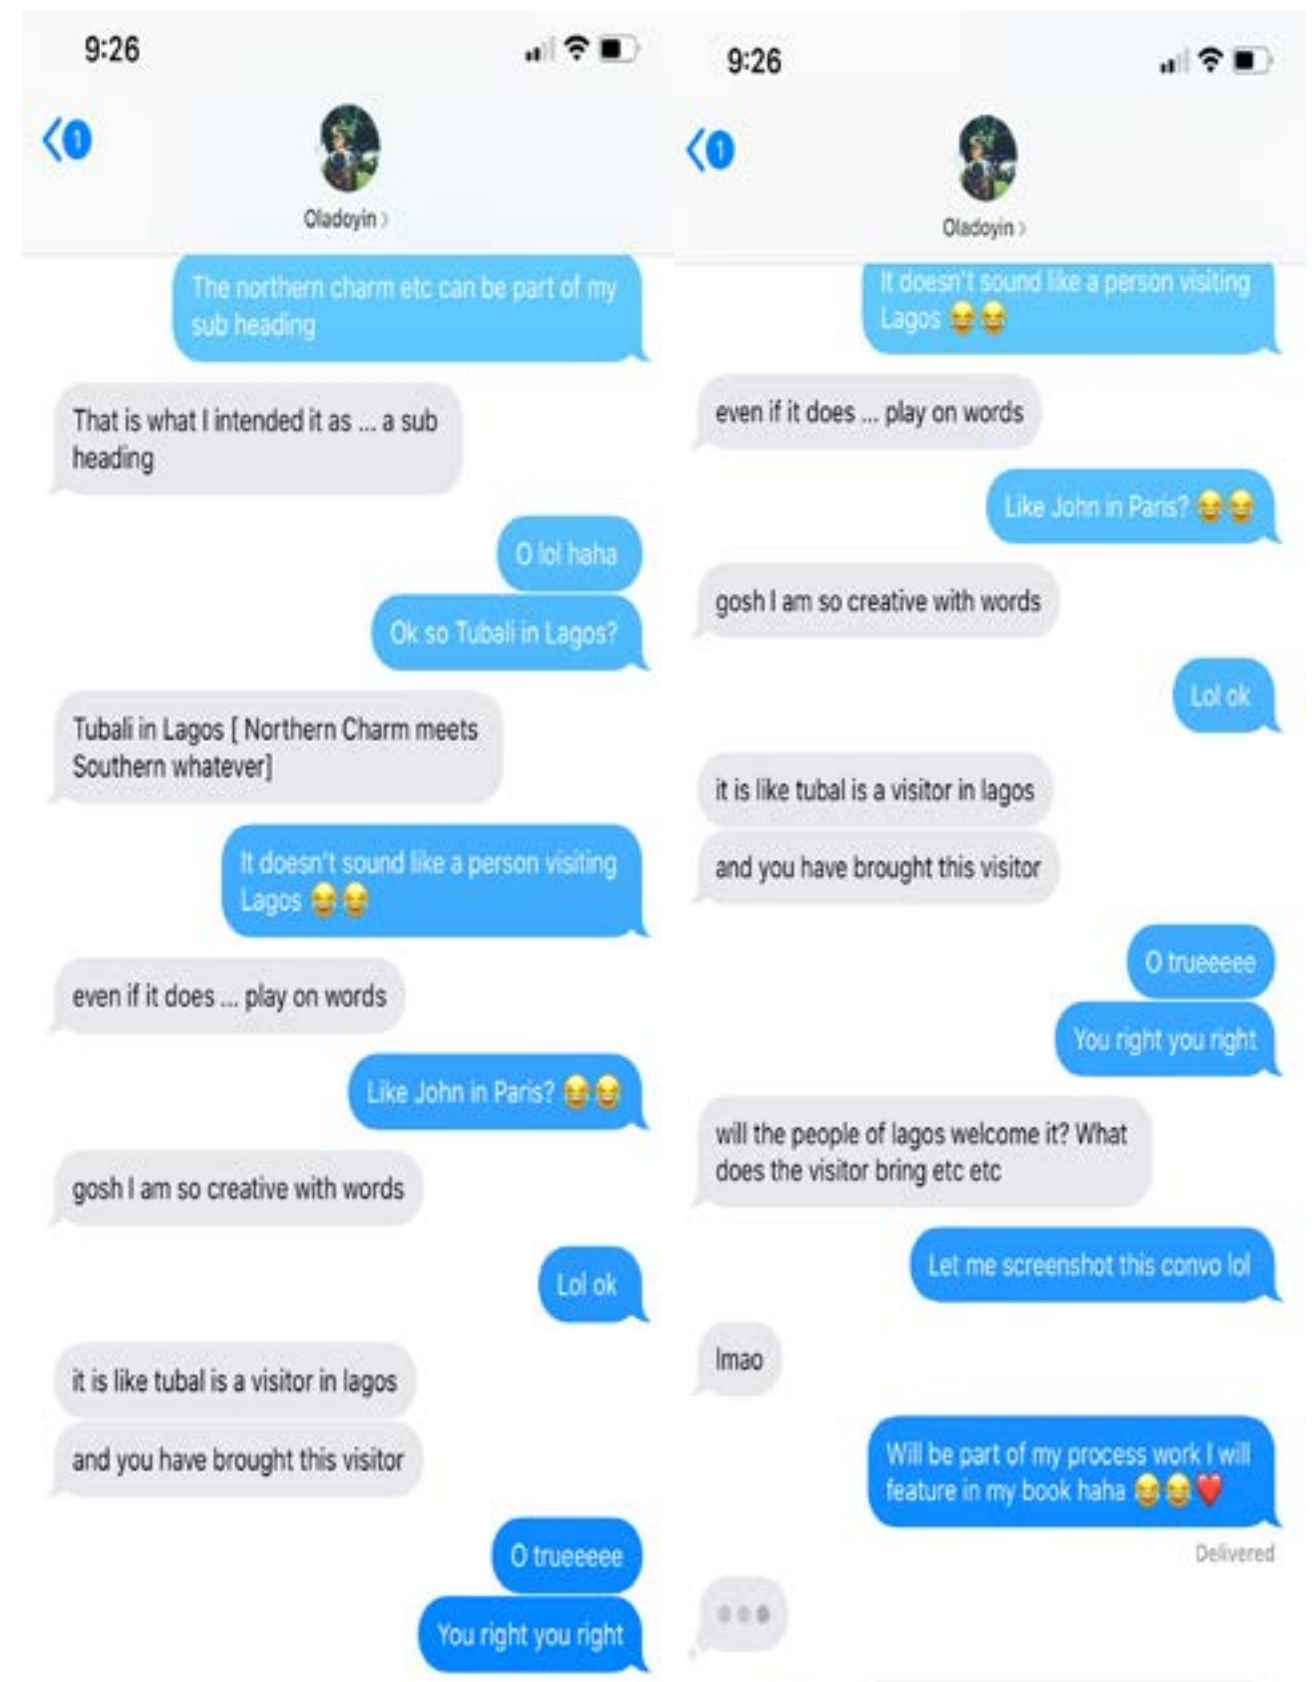 9:26
1
Oladoyin >
The northern charm etc can be part of my
sub heading
That is what I intended it as ... a sub
heading
O lol haha
Ok so Tubali in Lagos?
Tubali in Lagos [ Northern Charm meets
Southern whatever]
It doesn't sound like a person visiting
Lagos 😂😂
even if it does ... play on words
Like John in Paris? 😂😂
gosh I am so creative with words
Lol ok
it is like tubal is a visitor in lagos
and you have brought this visitor
O trueeeee
You right you right
9:26
1
Oladoyin >
It doesn't sound like a person visiting
Lagos 😂😂
even if it does ... play on words
Like John in Paris? 😂😂
gosh I am so creative with words
Lol ok
it is like tubal is a visitor in lagos
and you have brought this visitor
O trueeeee
You right you right
will the people of lagos welcome it? What
does the visitor bring etc etc
Let me screenshot this convo lol
lmao
Will be part of my process work I will
feature in my book haha 😂😂❤️
Delivered